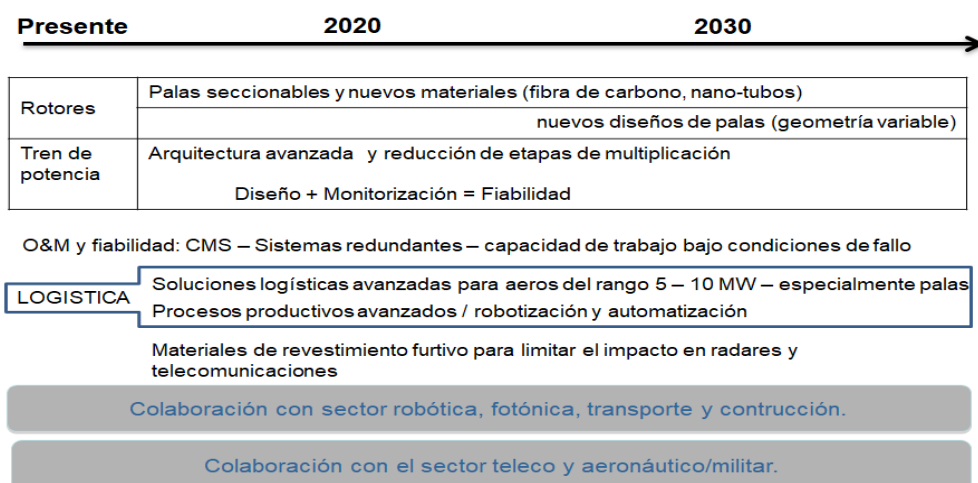 Presente 2020 2030
Rotores
Palas seccionables y nuevos materiales (fibra de carbono, nano-tubos)
nuevos diseños de palas (geometría variable)
Tren de
potencia
Arquitectura avanzada y reducción de etapas de multiplicación
Diseño + Monitorización = Fiabilidad
O&M y fiabilidad: CMS – Sistemas redundantes – capacidad de trabajo bajo condiciones de fallo
LOGISTICA
Soluciones logísticas avanzadas para aeros del rango 5 – 10 MW – especialmente palas
Procesos productivos avanzados / robotización y automatización
Materiales de revestimiento furtivo para limitar el impacto en radares y
telecomunicaciones
Colaboración con sector robótica, fotónica, transporte y contrucción.
Colaboración con el sector teleco y aeronáutico/militar.